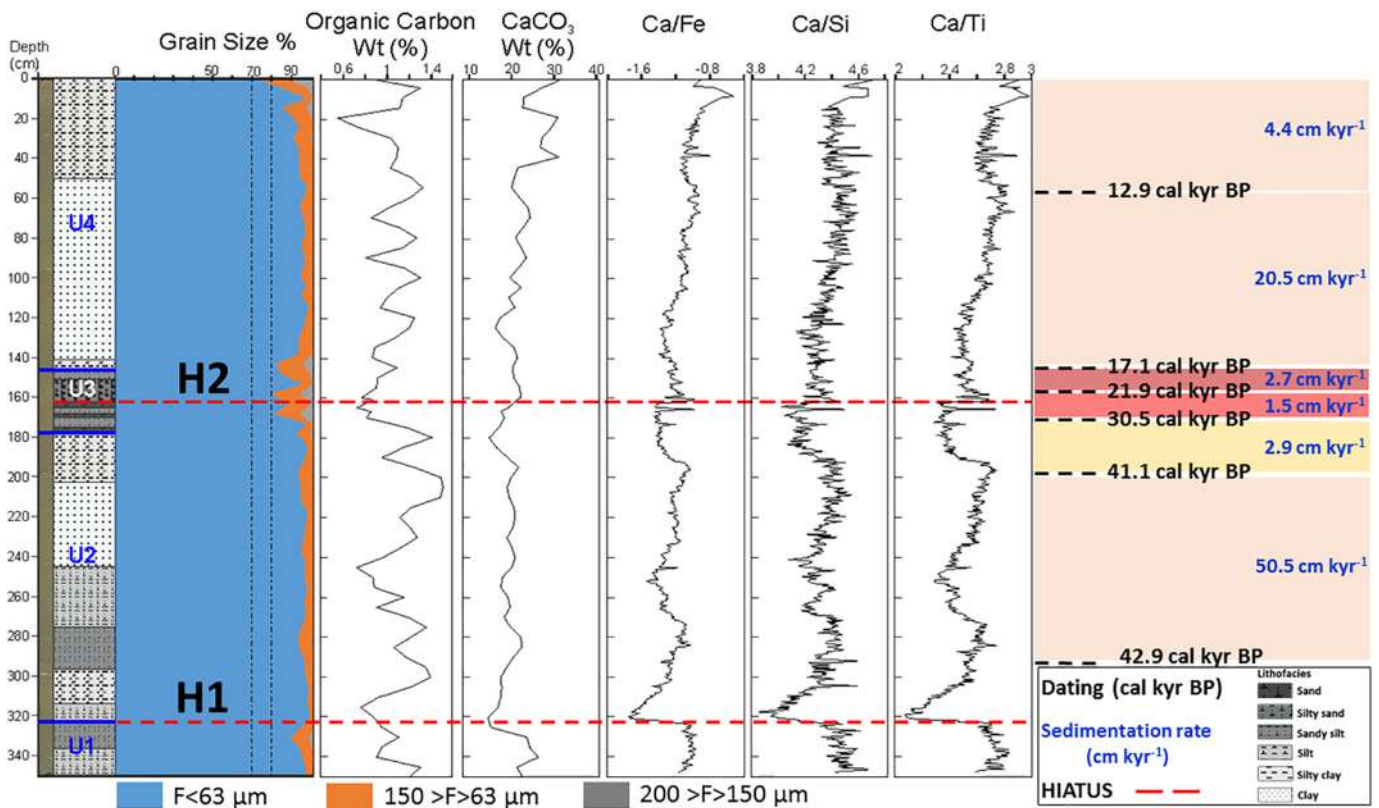 Organic Carbon
Wt (%)
CaCO₃
Wt (%)
Ca/Fe
Ca/Si
Ca/Ti
Grain Size %
Depth
(cm)
0 50 70 90
0.6 1 1.4
10 20 30 40
-1.6 -0.8
3.8 4.2 4.6
2 2.4 2.8 3
0
20
40
60
80
100
120
140
160
180
200
220
240
260
280
300
320
340
U4
U3
U2
U1
H2
H1
4.4 cm kyr⁻¹
12.9 cal kyr BP
20.5 cm kyr⁻¹
17.1 cal kyr BP
2.7 cm kyr⁻¹
21.9 cal kyr BP
1.5 cm kyr⁻¹
30.5 cal kyr BP
2.9 cm kyr⁻¹
41.1 cal kyr BP
50.5 cm kyr⁻¹
42.9 cal kyr BP
Dating (cal kyr BP)
Sedimentation rate
(cm kyr⁻¹)
HIATUS
Lithofacies
Sand
Silty sand
Sandy silt
Silt
Silty clay
Clay
F<63 µm
150 >F>63 µm
200 >F>150 µm